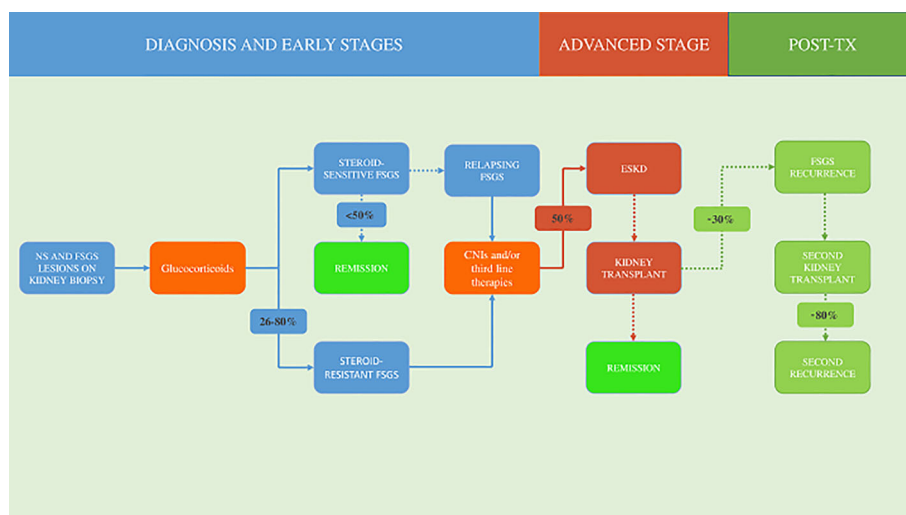 DIAGNOSIS AND EARLY STAGES
ADVANCED STAGE
POST-TX
STEROID-
SENSITIVE FSGS
RELAPSING
FSGS
ESKD
FSGS
RECURRENCE
<50%
50%
~30%
NS AND FSGS
LESIONS ON
KIDNEY BIOPSY
Glucocorticoids
REMISSION
CNIs and/or
third line
therapies
KIDNEY
TRANSPLANT
SECOND
KIDNEY
TRANSPLANT
26-80%
~80%
STEROID-
RESISTANT FSGS
REMISSION
SECOND
RECURRENCE